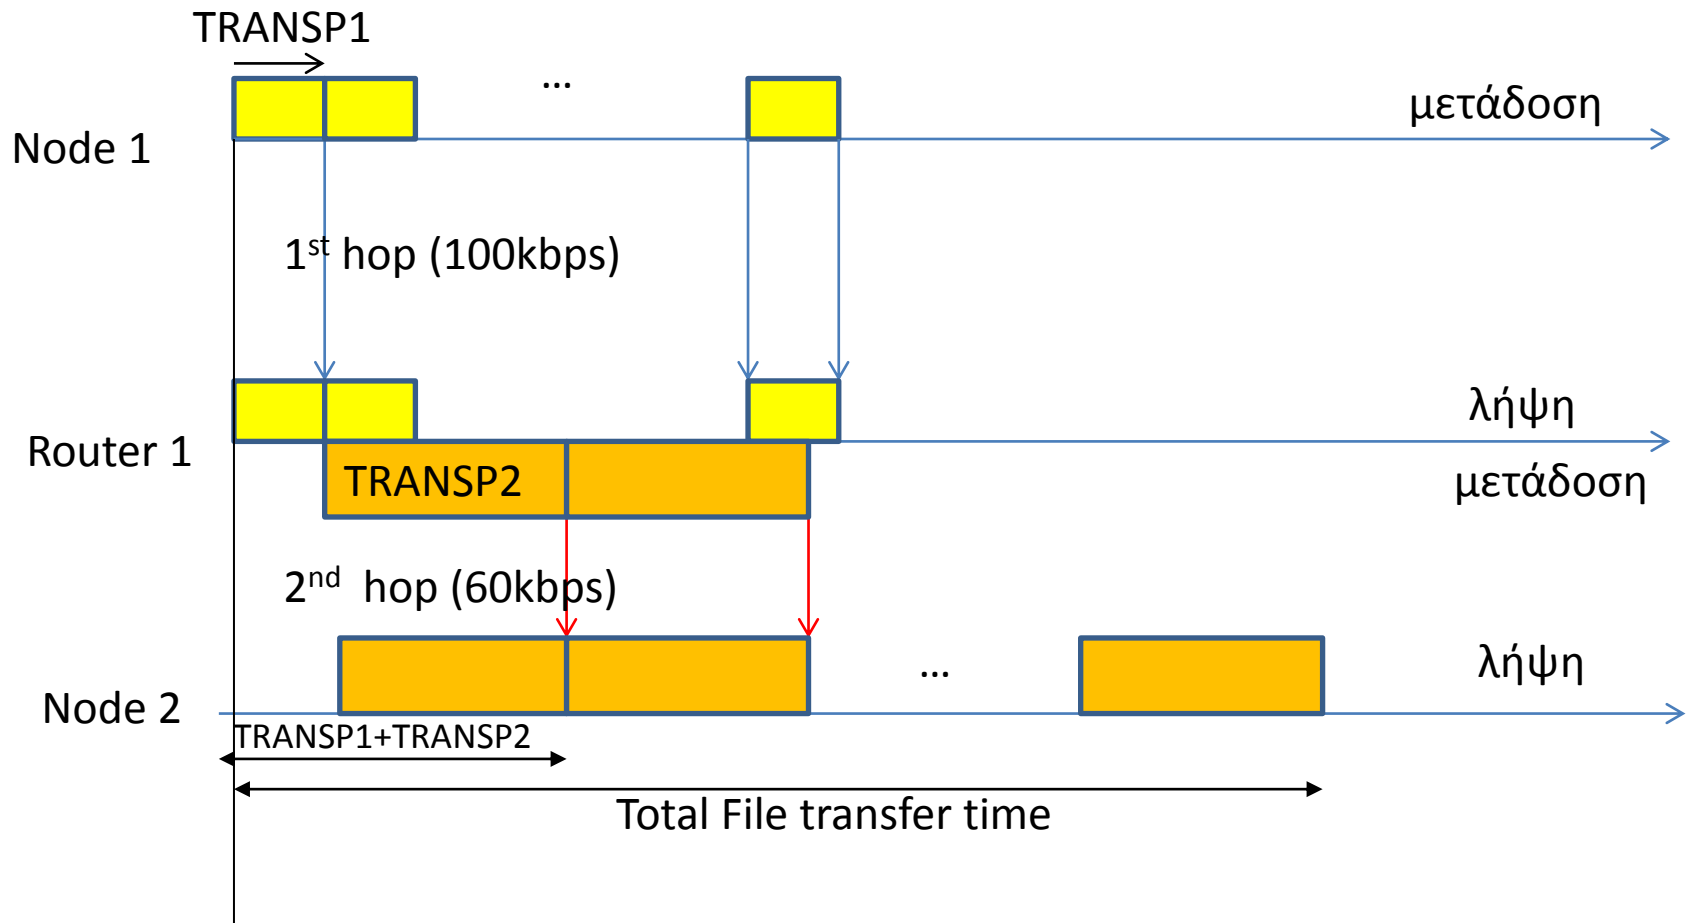 TRANSP1
...
μετάδοση
Node 1
1st hop (100kbps)
λήψη
Router 1
TRANSP2
μετάδοση
2nd hop (60kbps)
...
λήψη
Node 2
TRANSP1+TRANSP2
Total File transfer time